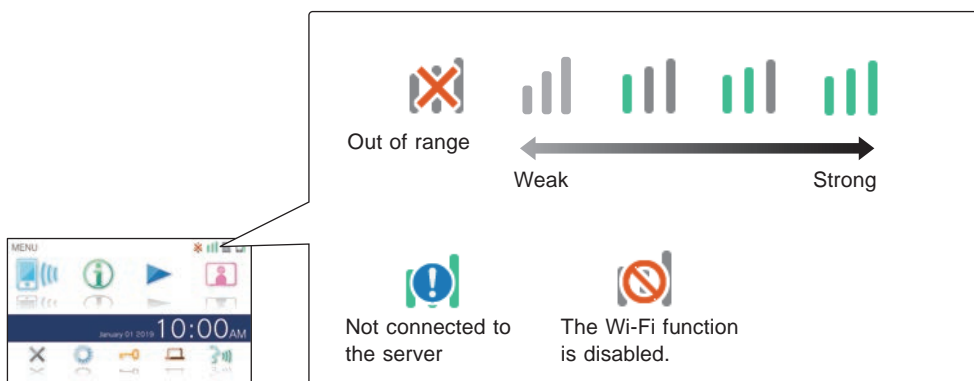 Out of range
Weak
Strong
MENU
January 01 2019 10:00AM
Not connected to
the server
The Wi-Fi function
is disabled.